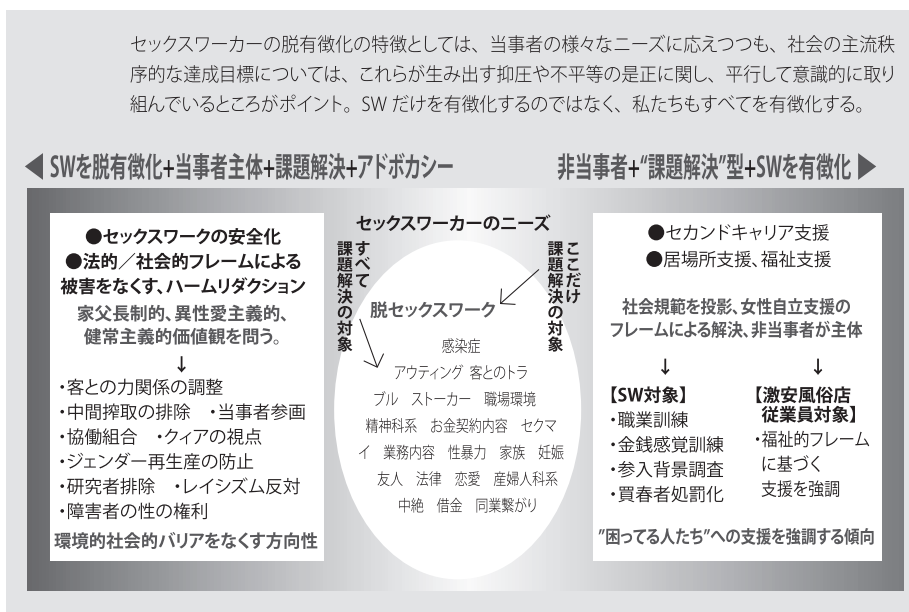 セックスワーカーの脱有徴化の特徴としては、当事者の様々なニーズに応えつつも、社会の主流秩
序的な達成目標については、これらが生み出す抑圧や不平等の是正に関し、平行して意識的に取り
組んでいるところがポイント。SWだけを有徴化するのではなく、私たちもすべてを有徴化する。
◀ SWを脱有徴化+当事者主体+課題解決+アドボカシー
非当事者+“課題解決”型+SWを有徴化 ▶
●セックスワークの安全化
●法的／社会的フレームによる
被害をなくす、ハームリダクション
家父長制的、異性愛主義的、
健常主義的価値観を問う。
↓
・客との力関係の調整
・中間搾取の排除　・当事者参画
・協働組合　・クィアの視点
・ジェンダー再生産の防止
・研究者排除　・レイシズム反対
・障害者の性の権利
環境的社会的バリアをなくす方向性
セックスワーカーのニーズ
すべて
課題解決の対象
ここだけ
課題解決の対象
脱セックスワーク
感染症
アウティング 客とのトラ
ブル　ストーカー　職場環境
精神科系　お金契約内容　セクマ
イ　業務内容　性暴力　家族　妊娠
友人　法律　恋愛　産婦人科系
中絶　借金　同業繋がり
●セカンドキャリア支援
●居場所支援、福祉支援
社会規範を投影、女性自立支援の
フレームによる解決、非当事者が主体
↓
【SW対象】
・職業訓練
・金銭感覚訓練
・参入背景調査
・買春者処罰化
↓
【激安風俗店
従業員対象】
・福祉的フレーム
に基づく
支援を強調
”困ってる人たち”への支援を強調する傾向